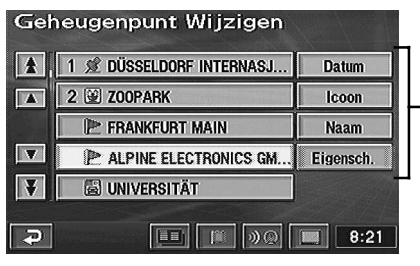 Geheugenpunt Wijzigen
1 DÜSSELDORF INTERNASJ... Datum
2 ZOOPARK Icoon
FRANKFURT MAIN Naam
ALPINE ELECTRONICS GM... Eigensch.
UNIVERSITÄT
8:21